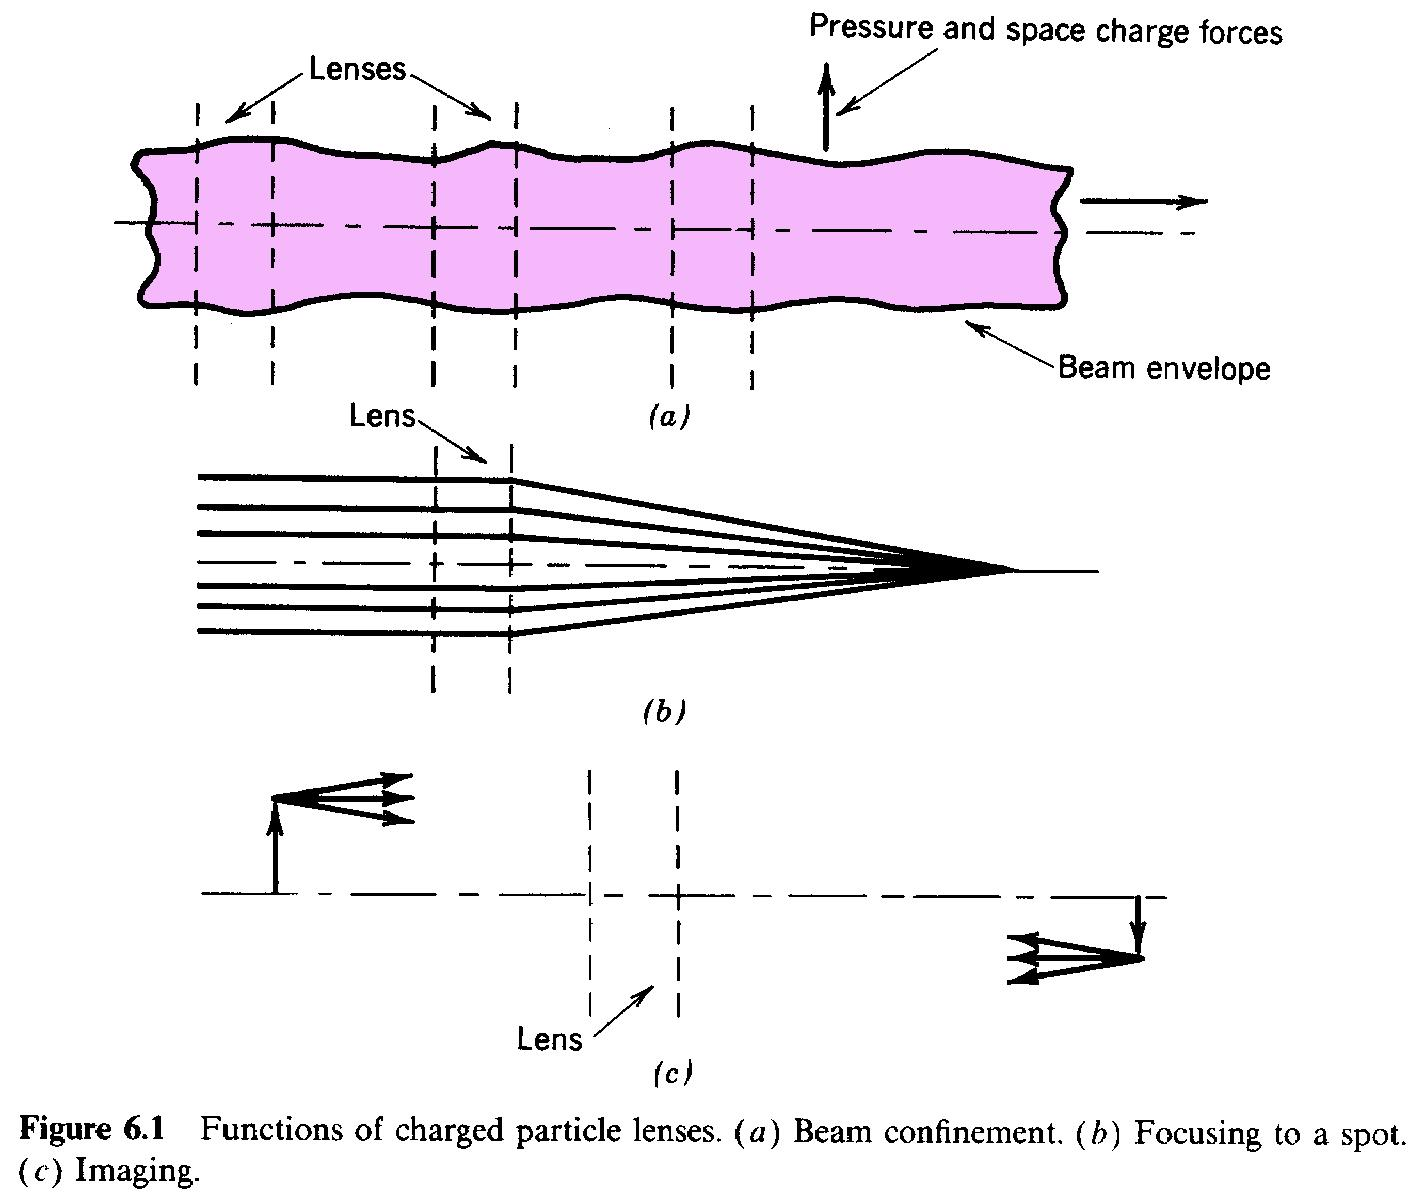 Pressure and space charge forces
Lenses
Beam envelope
(a)
Lens
(b)
Lens
(c)
Figure 6.1 Functions of charged particle lenses. (a) Beam confinement. (b) Focusing to a spot.
(c) Imaging.